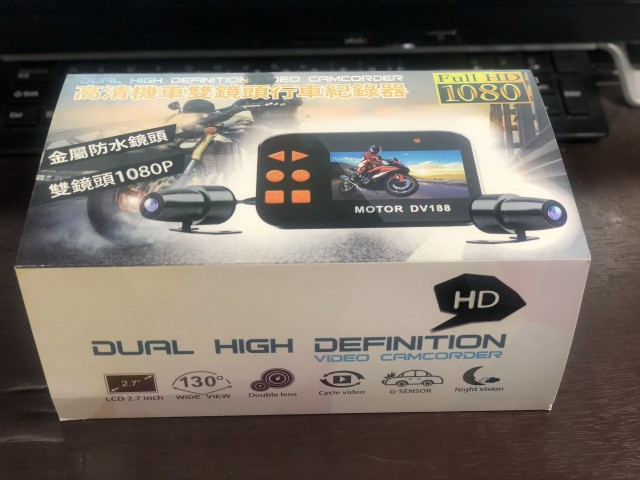 DUAL HIGH DEFINITION VIDEO CAMCORDER
高清機車雙鏡頭行車紀錄器
Full HD
1080
金屬防水鏡頭
雙鏡頭1080P
MOTOR DV188
HD
DUAL HIGH DEFINITION
VIDEO CAMCORDER
2.7"
130°
LCD 2.7 inch
WIDE VIEW
Double lens
Cycle video
G-SENSOR
Night vision